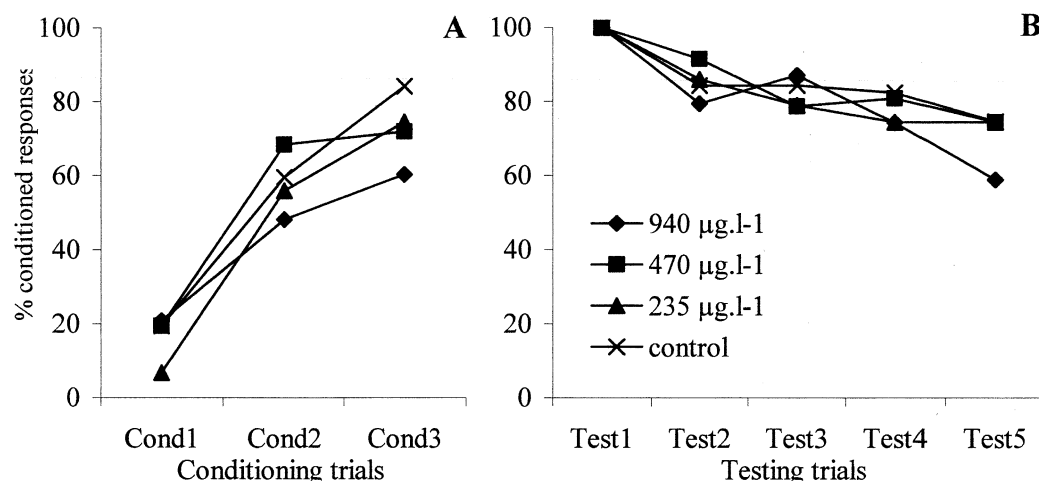 A
100
80
60
40
20
0
% conditioned responses
Cond1 Cond2 Cond3
Conditioning trials
B
100
80
60
40
20
0
940 µg.l-1
470 µg.l-1
235 µg.l-1
control
Test1 Test2 Test3 Test4 Test5
Testing trials